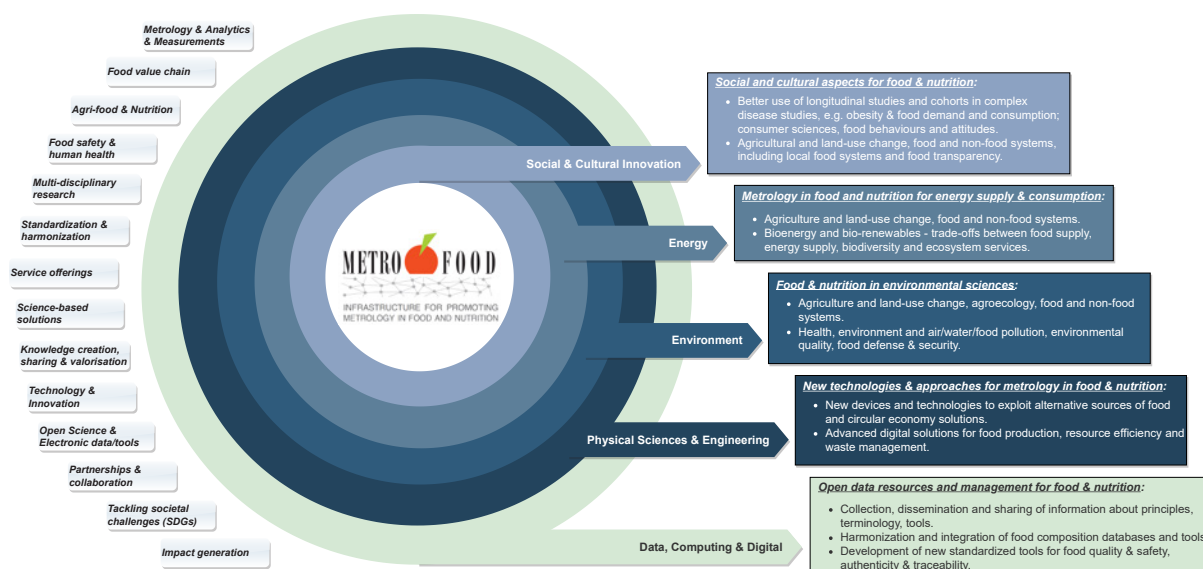 Metrology & Analytics
& Measurements
Food value chain
Agri-food & Nutrition
Food safety &
human health
Multi-disciplinary
research
Standardization &
harmonization
Service offerings
Science-based
solutions
Knowledge creation,
sharing & valorisation
Technology &
Innovation
Open Science &
Electronic data/tools
Partnerships &
collaboration
Tackling societal
challenges (SDGs)
Impact generation
METRO FOOD
INFRASTRUCTURE FOR PROMOTING
METROLOGY IN FOOD AND NUTRITION
Social & Cultural Innovation
Social and cultural aspects for food & nutrition:
• Better use of longitudinal studies and cohorts in complex
disease studies, e.g. obesity & food demand and consumption;
consumer sciences, food behaviours and attitudes.
• Agricultural and land-use change, food and non-food systems,
including local food systems and food transparency.
Energy
Metrology in food and nutrition for energy supply & consumption:
• Agriculture and land-use change, food and non-food systems.
• Bioenergy and bio-renewables - trade-offs between food supply,
energy supply, biodiversity and ecosystem services.
Environment
Food & nutrition in environmental sciences:
• Agriculture and land-use change, agroecology, food and non-food
systems.
• Health, environment and air/water/food pollution, environmental
quality, food defense & security.
Physical Sciences & Engineering
New technologies & approaches for metrology in food & nutrition:
• New devices and technologies to exploit alternative sources of food
and circular economy solutions.
• Advanced digital solutions for food production, resource efficiency and
waste management.
Data, Computing & Digital
Open data resources and management for food & nutrition:
• Collection, dissemination and sharing of information about principles,
terminology, tools.
• Harmonization and integration of food composition databases and tools
• Development of new standardized tools for food quality & safety,
authenticity & traceability.